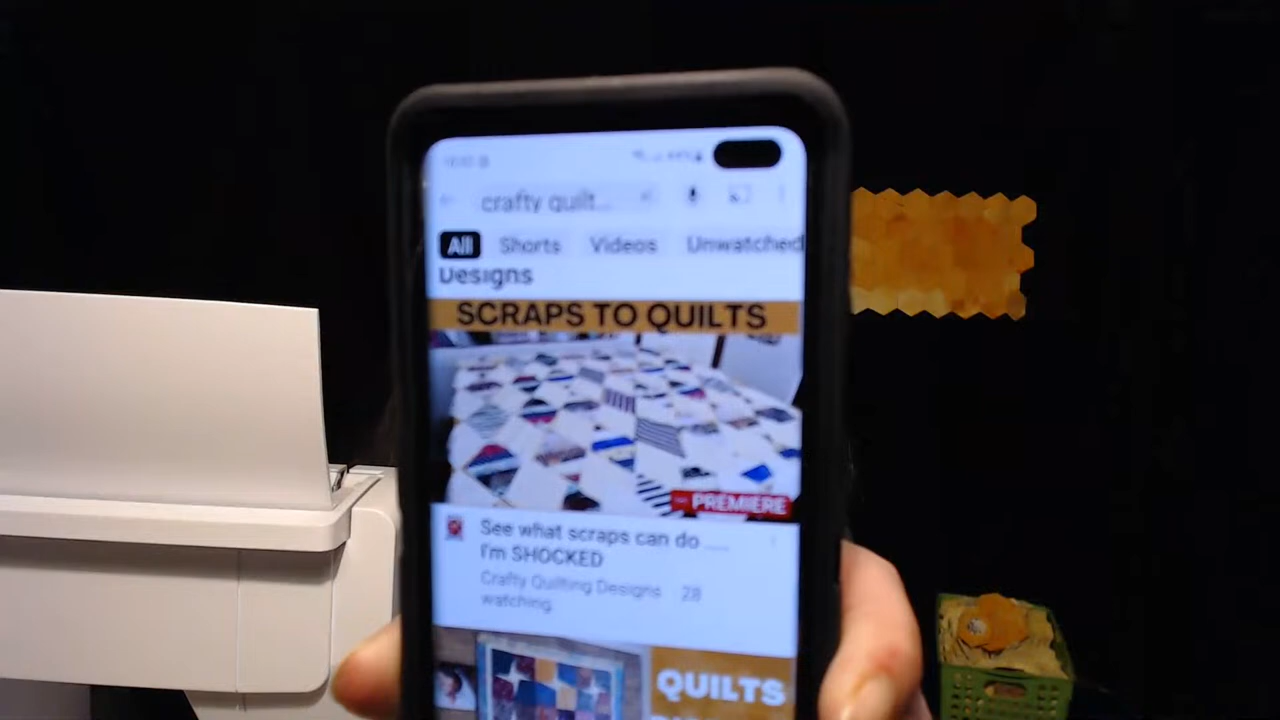 crafty quilt...
All Shorts Videos Unwatched
Designs
SCRAPS TO QUILTS
PREMIERE
See what scraps can do .....
I'm SHOCKED
Crafty Quilting Designs 28
watching
QUILTS